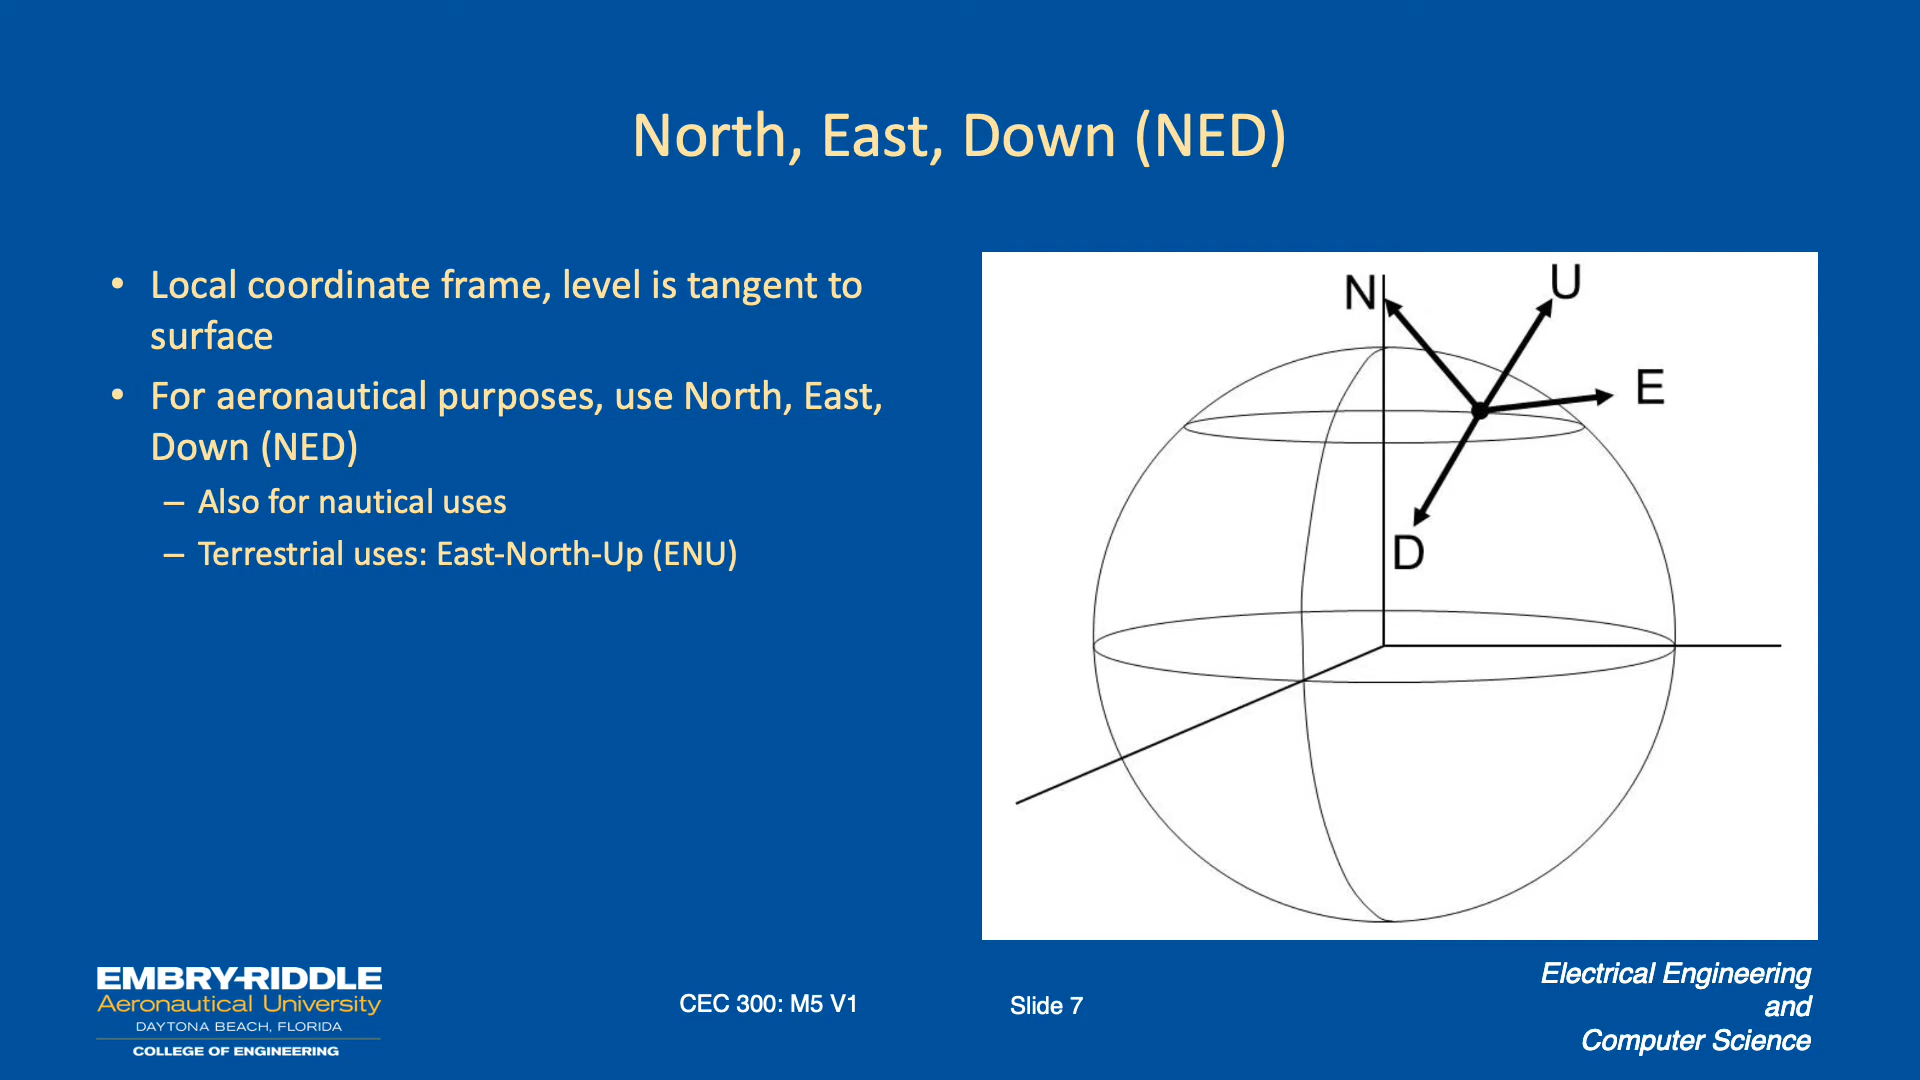 North, East, Down (NED)
• Local coordinate frame, level is tangent to
surface
• For aeronautical purposes, use North, East,
Down (NED)
– Also for nautical uses
– Terrestrial uses: East-North-Up (ENU)
N
U
E
D
EMBRY-RIDDLE
Aeronautical University
DAYTONA BEACH, FLORIDA
COLLEGE OF ENGINEERING
CEC 300: M5 V1
Slide 7
Electrical Engineering
and
Computer Science